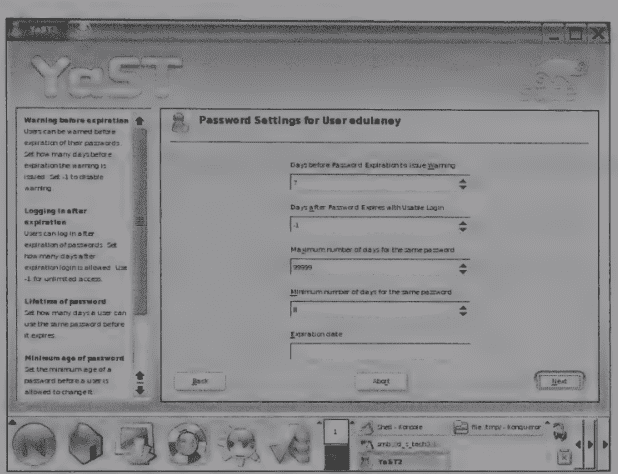 YaST2
YaST
Warning before expiration
Users can be warned before
expiration of their passwords.
Set how many days before
expiration the warning is
issued. Set -1 to disable
warning.
Logging in after
expiration
Users can log in after
expiration of passwords. Set
how many days after
expiration login is allowed. Use
-1 for unlimited access.
Lifetime of password
Set how many days a user can
use the same password before
it expires.
Minimum age of password
Set the minimum age of a
password before a user is
allowed to change it.
Password Settings for User edulaney
Days before Password Expiration to Issue Warning
7
Days after Password Expires with Usable Login
-1
Maximum number of days for the same password
99999
Minimum number of days for the same password
Expiration date
Back
Abort
Next
1
Shell - Konsole
file:/tmp/ - Konqueror
YaST2